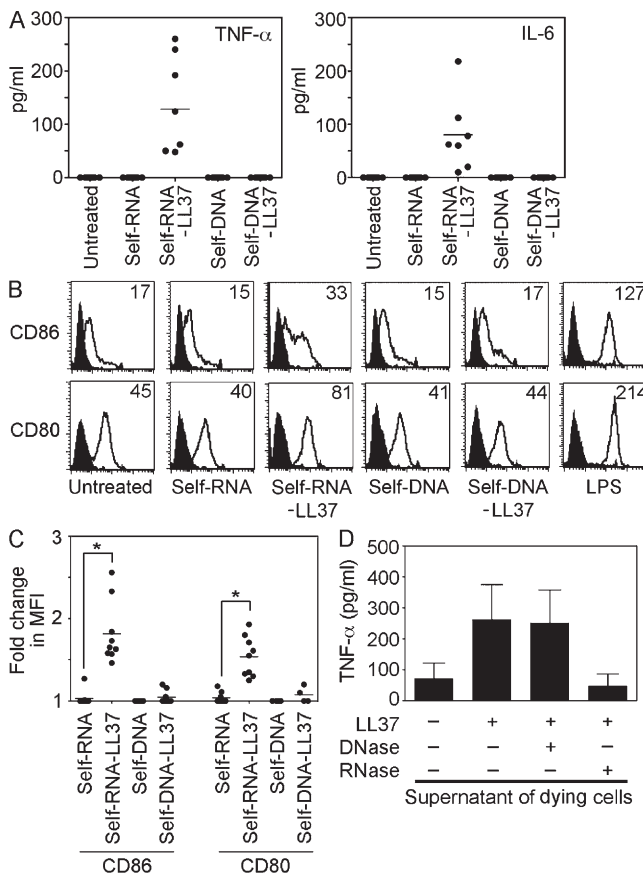 A
TNF-α
IL-6
pg/ml
300
200
100
0
pg/ml
300
200
100
0
Untreated
Self-RNA
Self-RNA
-LL37
Self-DNA
Self-DNA
-LL37
Untreated
Self-RNA
Self-RNA
-LL37
Self-DNA
Self-DNA
-LL37
B
CD86
17
15
33
15
17
127
CD80
45
40
81
41
44
214
Untreated
Self-RNA
Self-RNA
-LL37
Self-DNA
Self-DNA
-LL37
LPS
C
Fold change
in MFI
3
2
1
*
*
Self-RNA
Self-RNA-LL37
Self-DNA
Self-DNA-LL37
Self-RNA
Self-RNA-LL37
Self-DNA
Self-DNA-LL37
CD86
CD80
D
TNF-α (pg/ml)
500
400
300
200
100
0
LL37 – + + +
DNase – – + –
RNase – – – +
Supernatant of dying cells